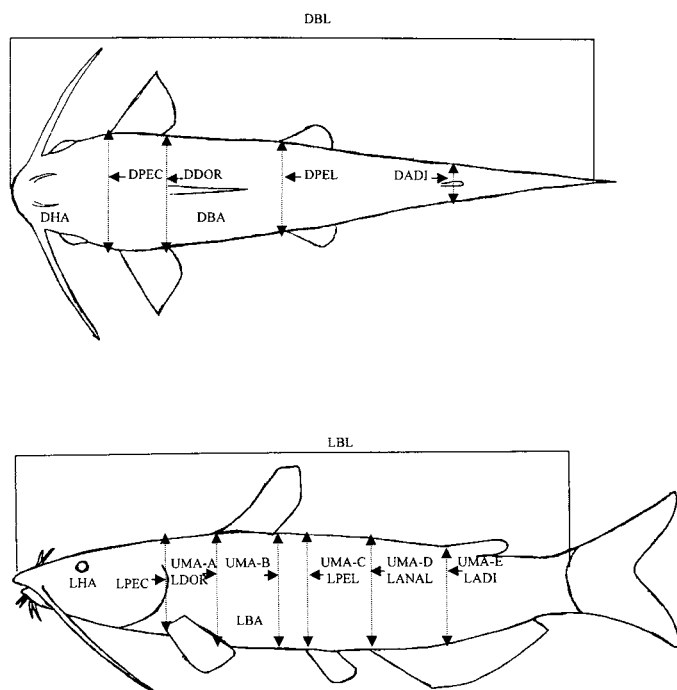 DBL
DPEC DDOR DPEL DADI
DHA DBA
LBL
UMA-A UMA-B UMA-C UMA-D UMA-E
LHA LPEC LDOR LPEL LANAL LADI
LBA